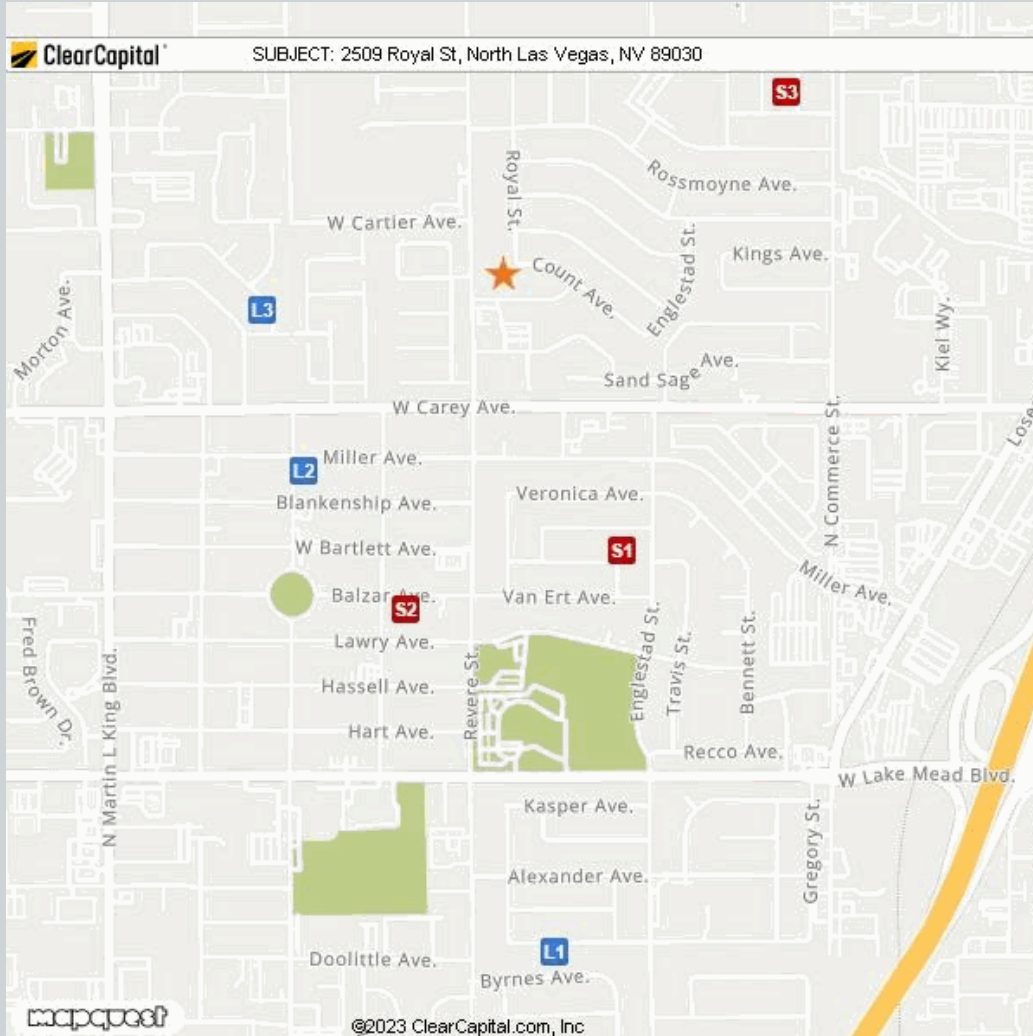 ClearCapital
SUBJECT: 2509 Royal St, North Las Vegas, NV 89030
S3
Royal St.
Rossmoyne Ave.
W Cartier Ave.
Kings Ave.
Count Ave.
Englestad St.
L3
Morton Ave.
Kiel Wy.
Sand Sage Ave.
W Carey Ave.
N Commerce St.
Lose
L2
Miller Ave.
Veronica Ave.
Blankenship Ave.
W Bartlett Ave.
S1
Miller Ave.
Balzar Ave.
S2
Van Ert Ave.
Lawry Ave.
Fred Brown Dr.
N Martin L King Blvd.
Revere St.
Englestad St.
Travis St.
Bennett St.
Hassell Ave.
Hart Ave.
Recco Ave.
W Lake Mead Blvd.
Kasper Ave.
Gregory St.
Alexander Ave.
L1
Doolittle Ave.
Byrnes Ave.
mapquest
©2023 ClearCapital.com, Inc